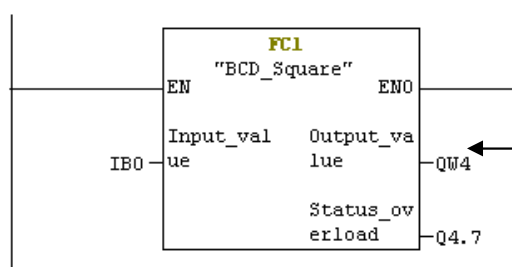 FC1
"BCD_Square"
EN ENO
Input_val Output_va
IB0 ue lue QW4
Status_ov
erload Q4.7